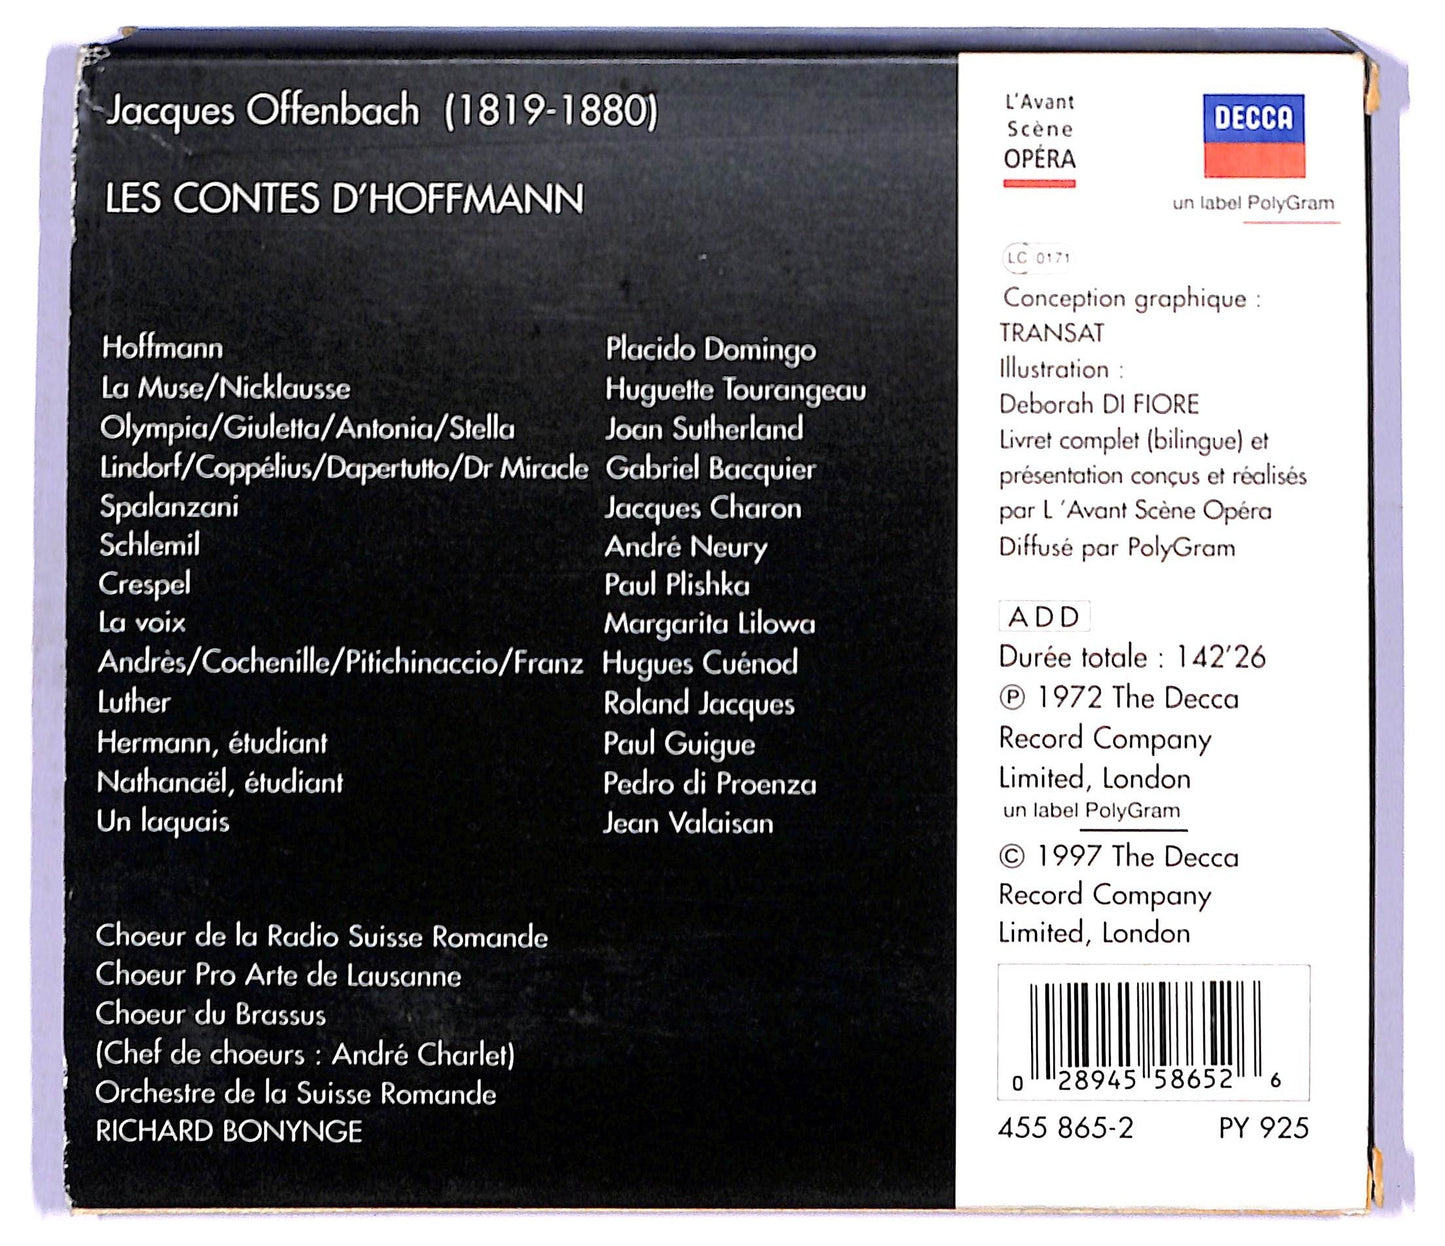 Jacques Offenbach (1819-1880)
LES CONTES D'HOFFMANN
Hoffmann Placido Domingo
La Muse/Nicklausse Huguette Tourangeau
Olympia/Giuletta/Antonia/Stella Joan Sutherland
Lindorf/Coppélius/Dapertutto/Dr Miracle Gabriel Bacquier
Spalanzani Jacques Charon
Schlemil André Neury
Crespel Paul Plishka
La voix Margarita Lilowa
Andrès/Cochenille/Pitichinaccio/Franz Hugues Cuénod
Luther Roland Jacques
Hermann, étudiant Paul Guigue
Nathanaël, étudiant Pedro di Proenza
Un laquais Jean Valaisan
Choeur de la Radio Suisse Romande
Choeur Pro Arte de Lausanne
Choeur du Brassus
(Chef de choeurs : André Charlet)
Orchestre de la Suisse Romande
RICHARD BONYNGE
L'Avant
Scène
OPÉRA
DECCA
un label PolyGram
LC 0171
Conception graphique :
TRANSAT
Illustration :
Deborah DI FIORE
Livret complet (bilingue) et
présentation conçus et réalisés
par L 'Avant Scène Opéra
Diffusé par PolyGram
ADD
Durée totale : 142'26
℗ 1972 The Decca
Record Company
Limited, London
un label PolyGram
© 1997 The Decca
Record Company
Limited, London
0 28945 58652 6
455 865-2 PY 925